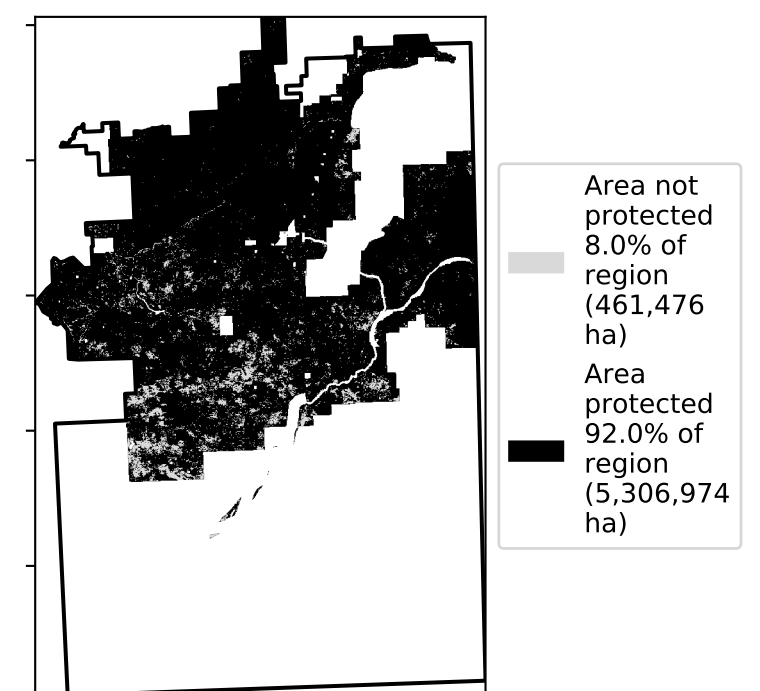 Area not
protected
8.0% of
region
(461,476
ha)
Area
protected
92.0% of
region
(5,306,974
ha)